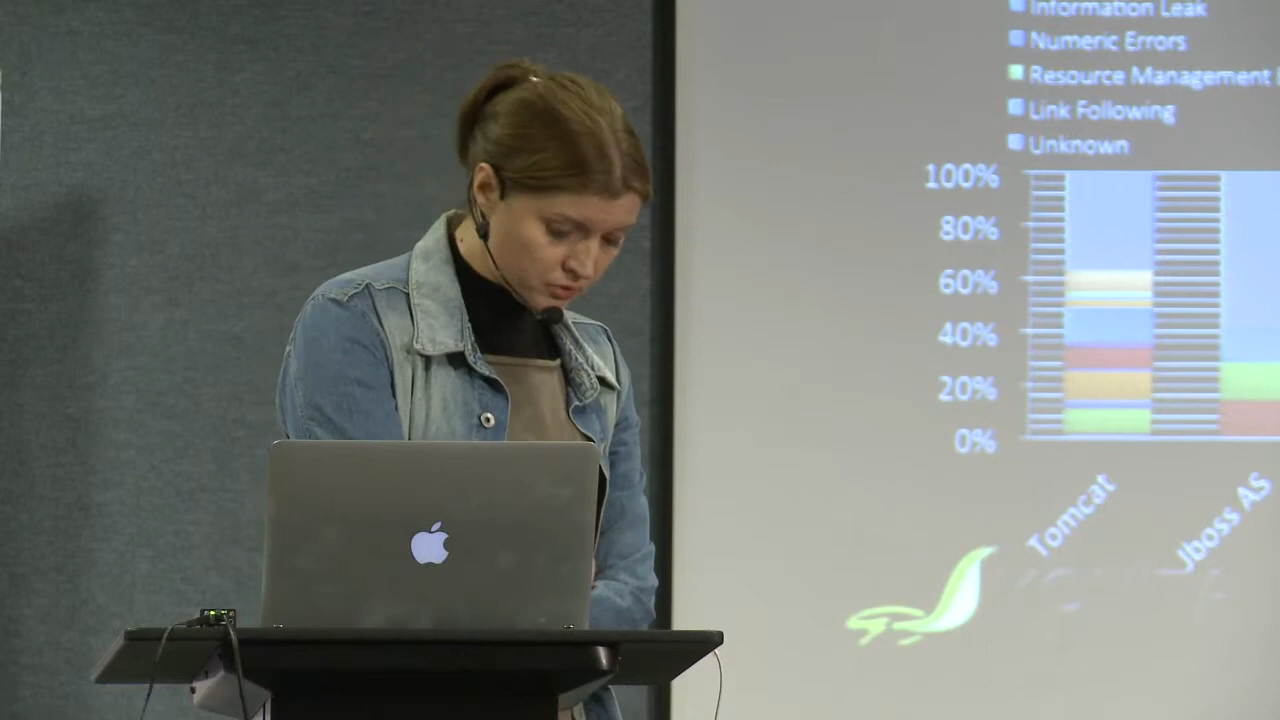 Information Leak
Numeric Errors
Resource Management
Link Following
Unknown
100%
80%
60%
40%
20%
0%
Tomcat
Jboss AS